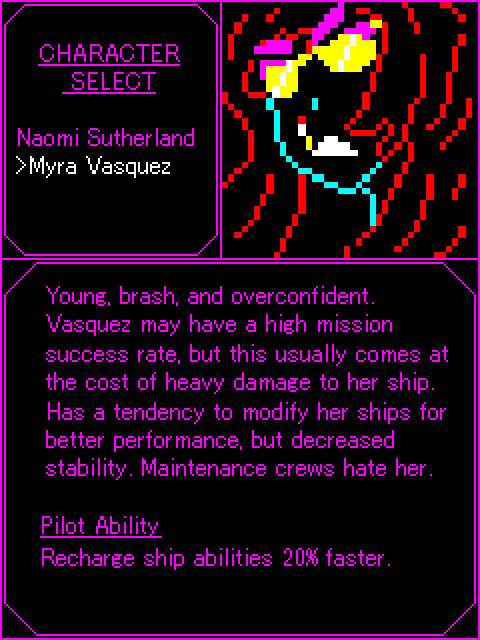 CHARACTER
SELECT
Naomi Sutherland
>Myra Vasquez
Young, brash, and overconfident.
Vasquez may have a high mission
success rate, but this usually comes at
the cost of heavy damage to her ship.
Has a tendency to modify her ships for
better performance, but decreased
stability. Maintenance crews hate her.
Pilot Ability
Recharge ship abilities 20% faster.